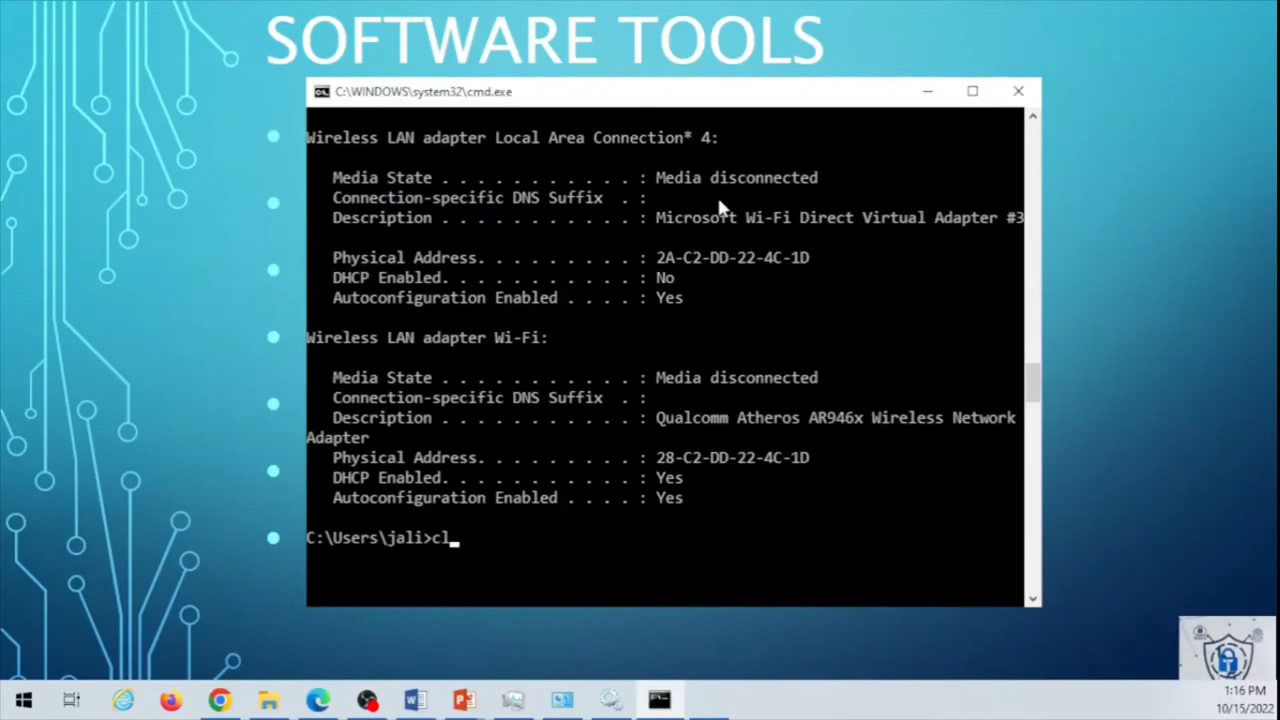 SOFTWARE TOOLS
C:\WINDOWS\system32\cmd.exe
Wireless LAN adapter Local Area Connection* 4:
Media State . . . . . . . . . . . : Media disconnected
Connection-specific DNS Suffix  . :
Description . . . . . . . . . . . : Microsoft Wi-Fi Direct Virtual Adapter #3
Physical Address. . . . . . . . . : 2A-C2-DD-22-4C-1D
DHCP Enabled. . . . . . . . . . . : No
Autoconfiguration Enabled . . . . : Yes
Wireless LAN adapter Wi-Fi:
Media State . . . . . . . . . . . : Media disconnected
Connection-specific DNS Suffix  . :
Description . . . . . . . . . . . : Qualcomm Atheros AR946x Wireless Network
Adapter
Physical Address. . . . . . . . . : 28-C2-DD-22-4C-1D
DHCP Enabled. . . . . . . . . . . : Yes
Autoconfiguration Enabled . . . . : Yes
C:\Users\jali>cl_
1:16 PM
10/15/2022